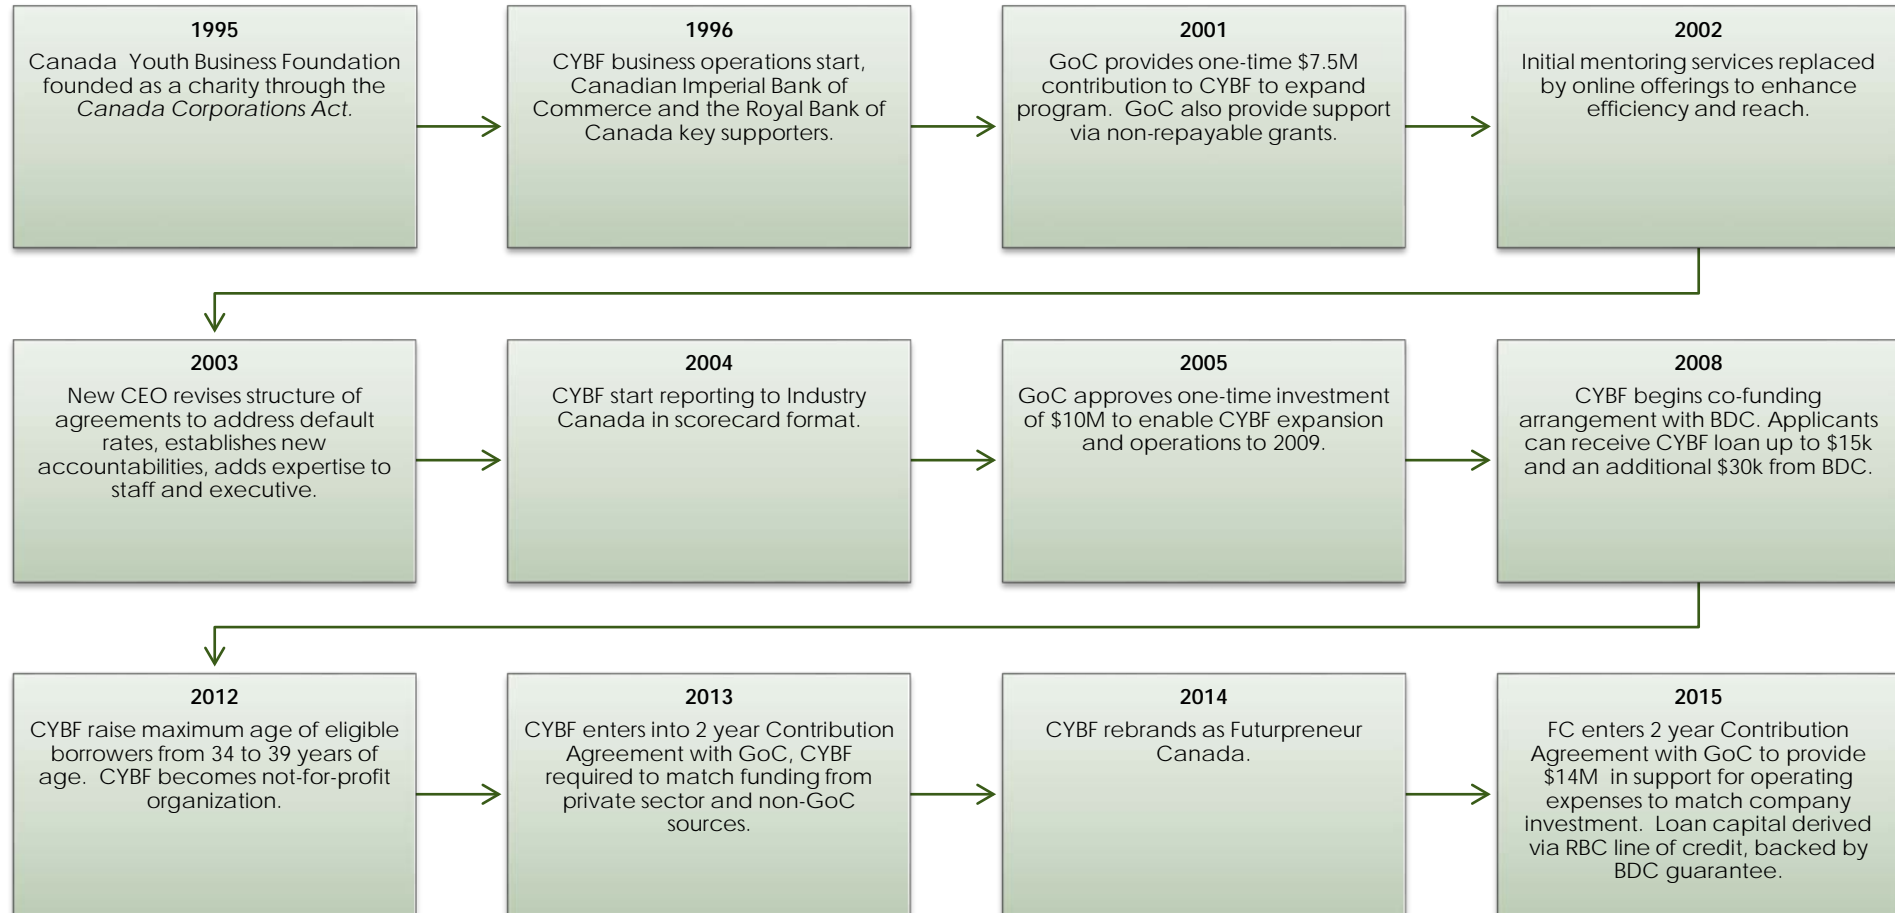 1995
Canada Youth Business Foundation
founded as a charity through the
Canada Corporations Act.
1996
CYBF business operations start,
Canadian Imperial Bank of
Commerce and the Royal Bank of
Canada key supporters.
2001
GoC provides one-time $7.5M
contribution to CYBF to expand
program. GoC also provide support
via non-repayable grants.
2002
Initial mentoring services replaced
by online offerings to enhance
efficiency and reach.
2003
New CEO revises structure of
agreements to address default
rates, establishes new
accountabilities, adds expertise to
staff and executive.
2004
CYBF start reporting to Industry
Canada in scorecard format.
2005
GoC approves one-time investment
of $10M to enable CYBF expansion
and operations to 2009.
2008
CYBF begins co-funding
arrangement with BDC. Applicants
can receive CYBF loan up to $15k
and an additional $30k from BDC.
2012
CYBF raise maximum age of eligible
borrowers from 34 to 39 years of
age. CYBF becomes not-for-profit
organization.
2013
CYBF enters into 2 year Contribution
Agreement with GoC, CYBF
required to match funding from
private sector and non-GoC
sources.
2014
CYBF rebrands as Futurpreneur
Canada.
2015
FC enters 2 year Contribution
Agreement with GoC to provide
$14M in support for operating
expenses to match company
investment. Loan capital derived
via RBC line of credit, backed by
BDC guarantee.